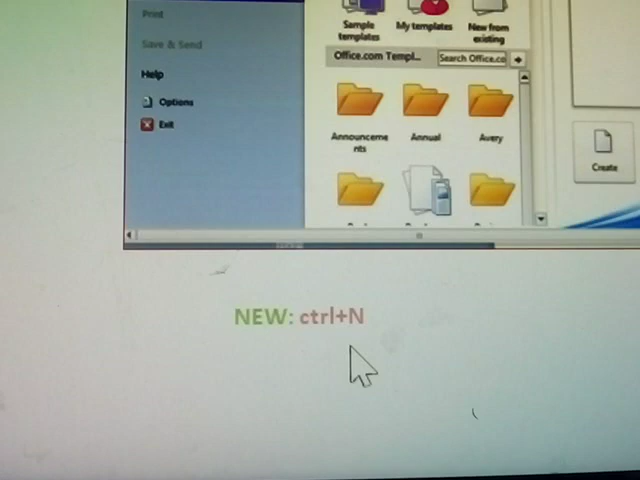 Print
Save & Send
Help
Options
Exit
Sample
templates
My templates
New from
existing
Office.com Templ...
Search Office.co
Announceme
nts
Annual
Avery
Create
NEW: ctrl+N